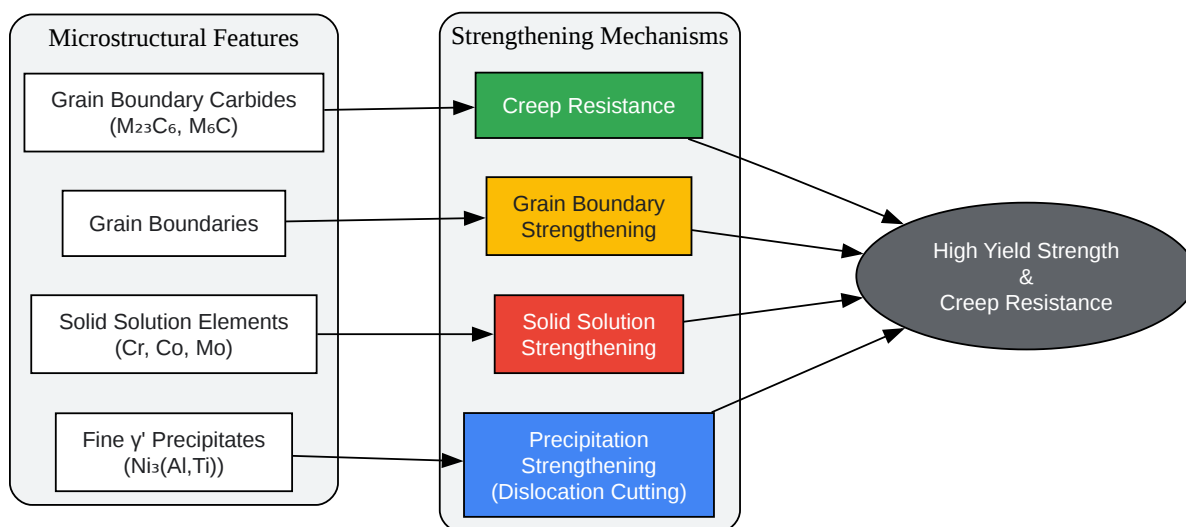 Microstructural Features
Grain Boundary Carbides
(M₂₃C₆, M₆C)
Grain Boundaries
Solid Solution Elements
(Cr, Co, Mo)
Fine γ' Precipitates
(Ni₃(Al,Ti))
Strengthening Mechanisms
Creep Resistance
Grain Boundary
Strengthening
Solid Solution
Strengthening
Precipitation
Strengthening
(Dislocation Cutting)
High Yield Strength
&
Creep Resistance